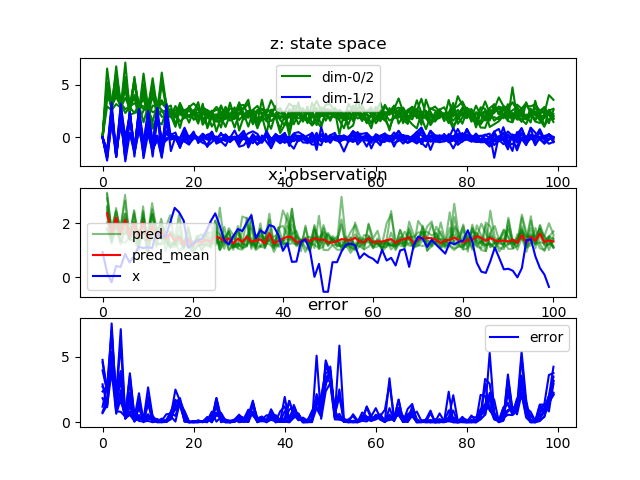 z: state space
5
0
dim-0/2
dim-1/2
0 20 40 60 80 100
x: observation
2
0
pred
pred_mean
x
0 20 40 60 80 100
error
5
0
error
0 20 40 60 80 100